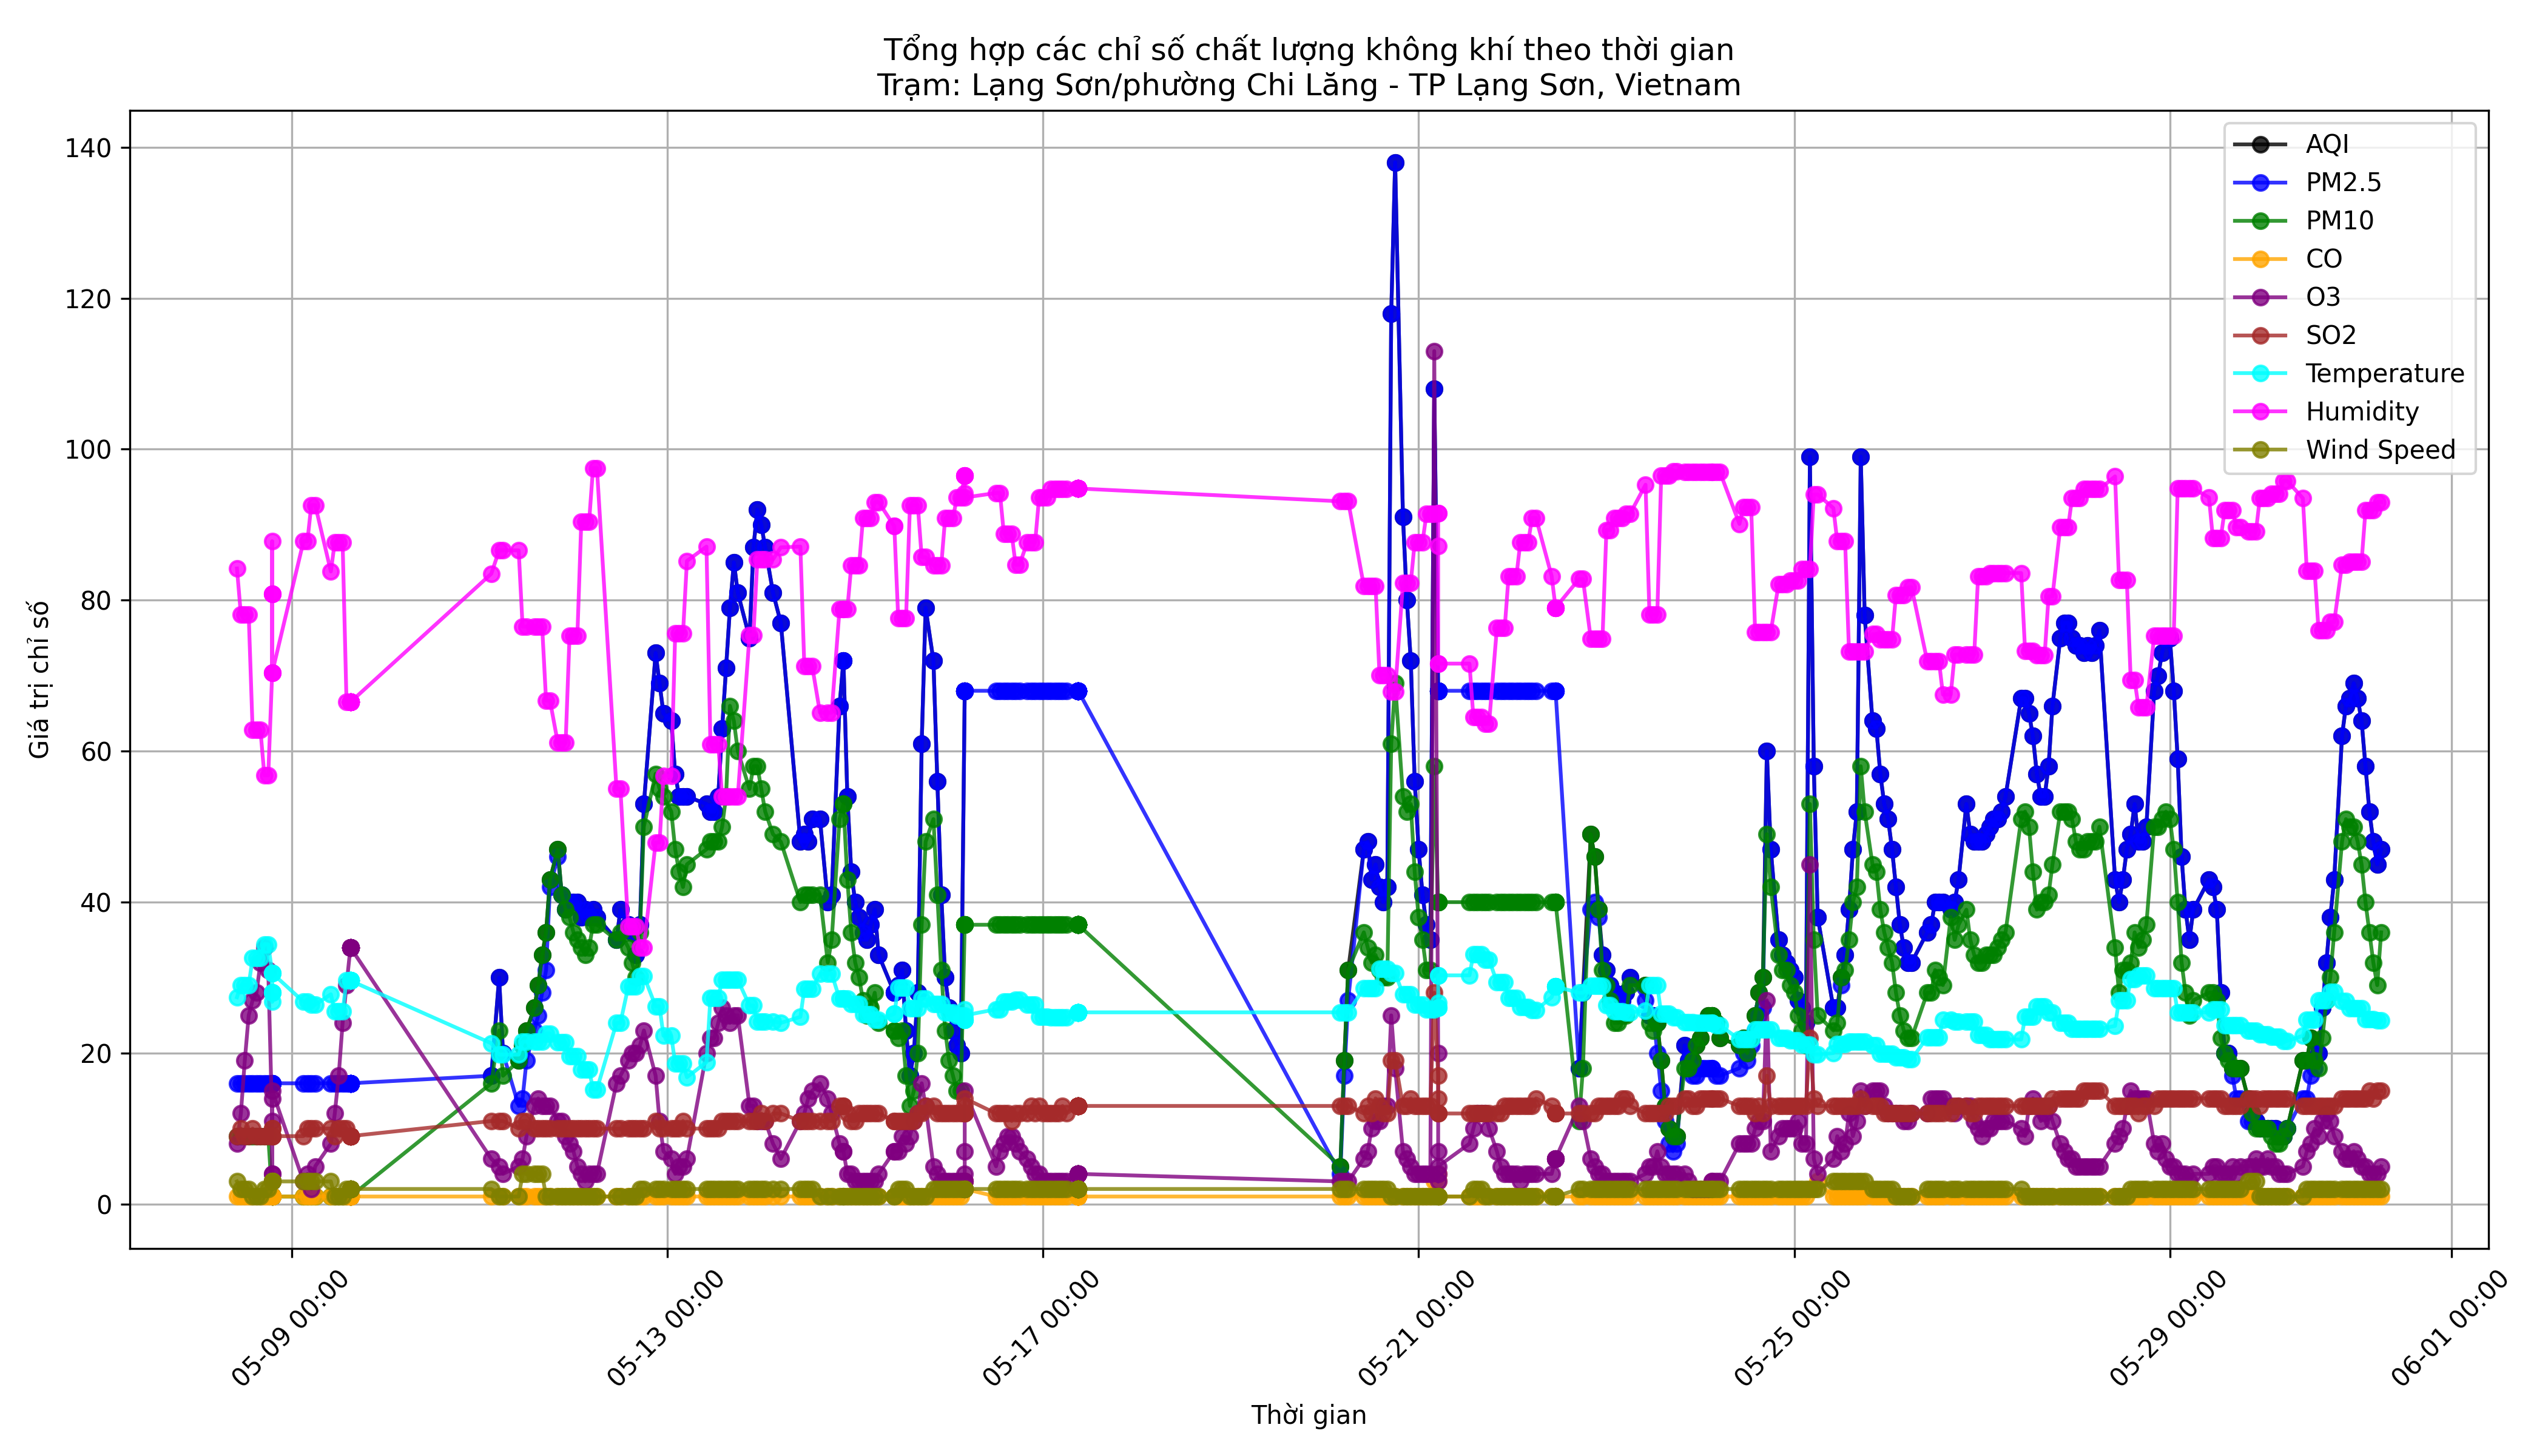 Tổng hợp các chỉ số chất lượng không khí theo thời gian
Trạm: Lạng Sơn/phường Chi Lăng - TP Lạng Sơn, Vietnam
Giá trị chỉ số
140
120
100
80
60
40
20
0
AQI
PM2.5
PM10
CO
O3
SO2
Temperature
Humidity
Wind Speed
05-09 00:00
05-13 00:00
05-17 00:00
05-21 00:00
05-25 00:00
05-29 00:00
06-01 00:00
Thời gian